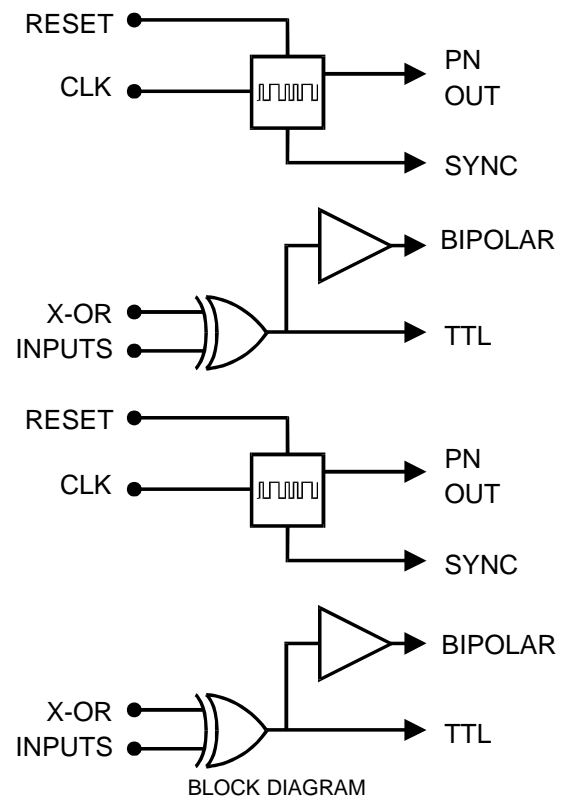 RESET
PN
CLK
OUT
SYNC
BIPOLAR
X-OR
TTL
INPUTS
RESET
PN
CLK
OUT
SYNC
BIPOLAR
X-OR
TTL
INPUTS
BLOCK DIAGRAM